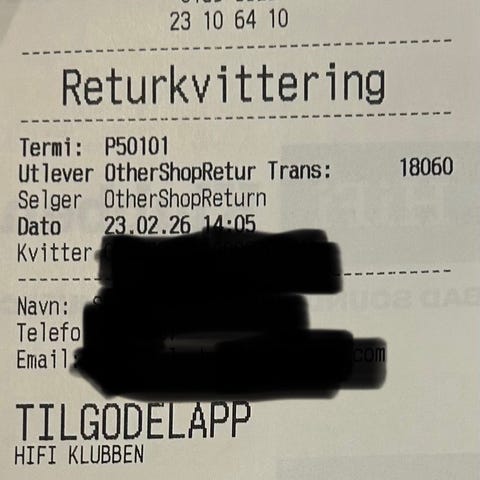 23 10 64 10
Returkvittering
Termi: P50101
Utlever OtherShopRetur Trans: 18060
Selger OtherShopReturn
Dato 23.02.26 14:05
Kvitter
Navn:
Telefo
Email: com
TILGODELAPP
HIFI KLUBBEN